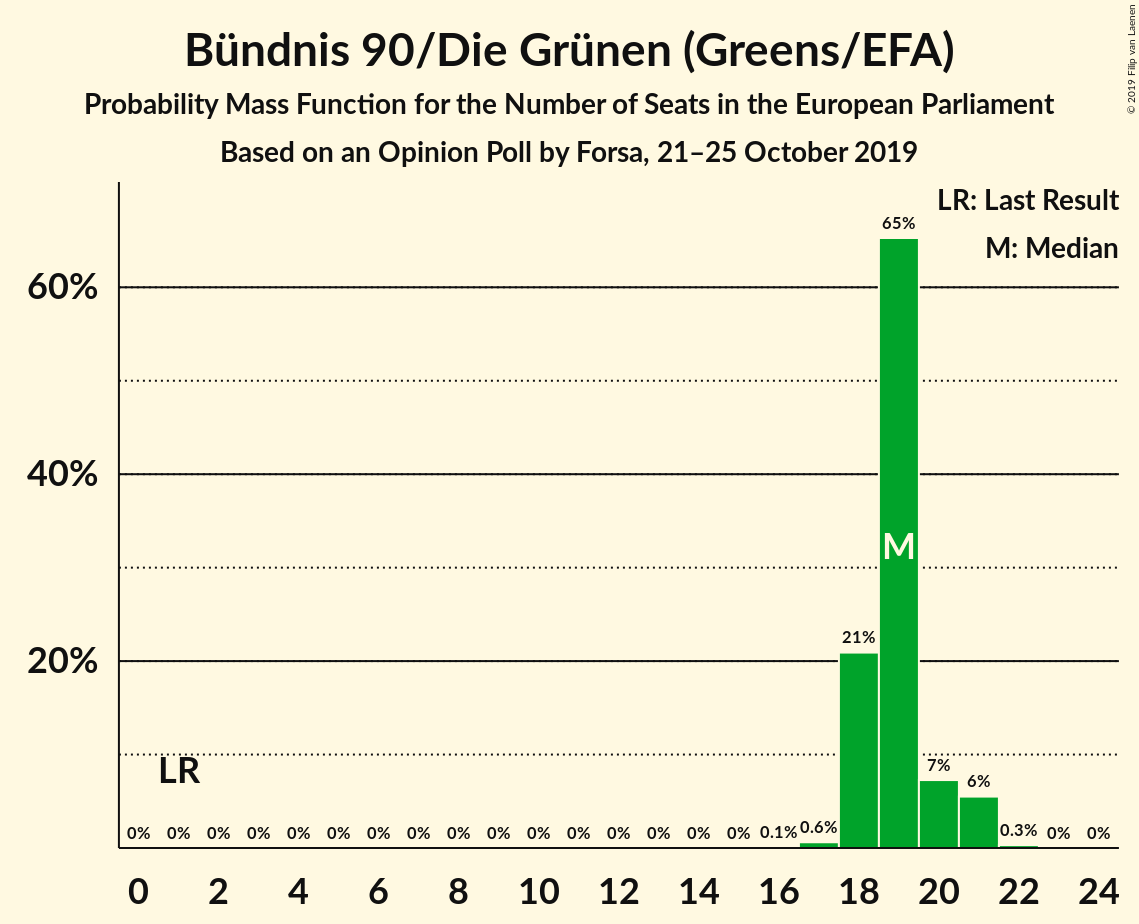 Bündnis 90/Die Grünen (Greens/EFA)
Probability Mass Function for the Number of Seats in the European Parliament
Based on an Opinion Poll by Forsa, 21–25 October 2019
© 2019 Filip van Laenen
LR: Last Result
M: Median
65%
60%
40%
M
21%
20%
LR
7%
6%
0% 0% 0% 0% 0% 0% 0% 0% 0% 0% 0% 0% 0% 0% 0% 0% 0.1% 0.6% 0.3% 0% 0%
0 2 4 6 8 10 12 14 16 18 20 22 24